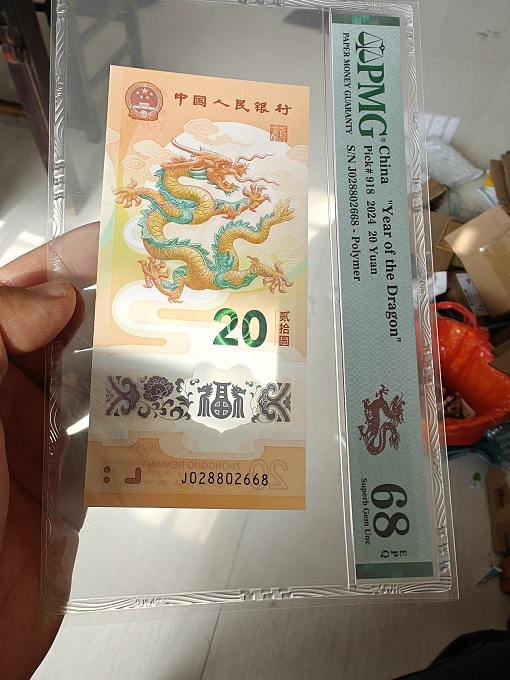 中国人民银行
龍
20
贰拾圆
J028802668
PMG
PAPER MONEY GUARANTY
China "Year of the Dragon"
Pick# 918 2024 20 Yuan
S/N J028802668 - Polymer
68 EPQ
Superb Gem Unc